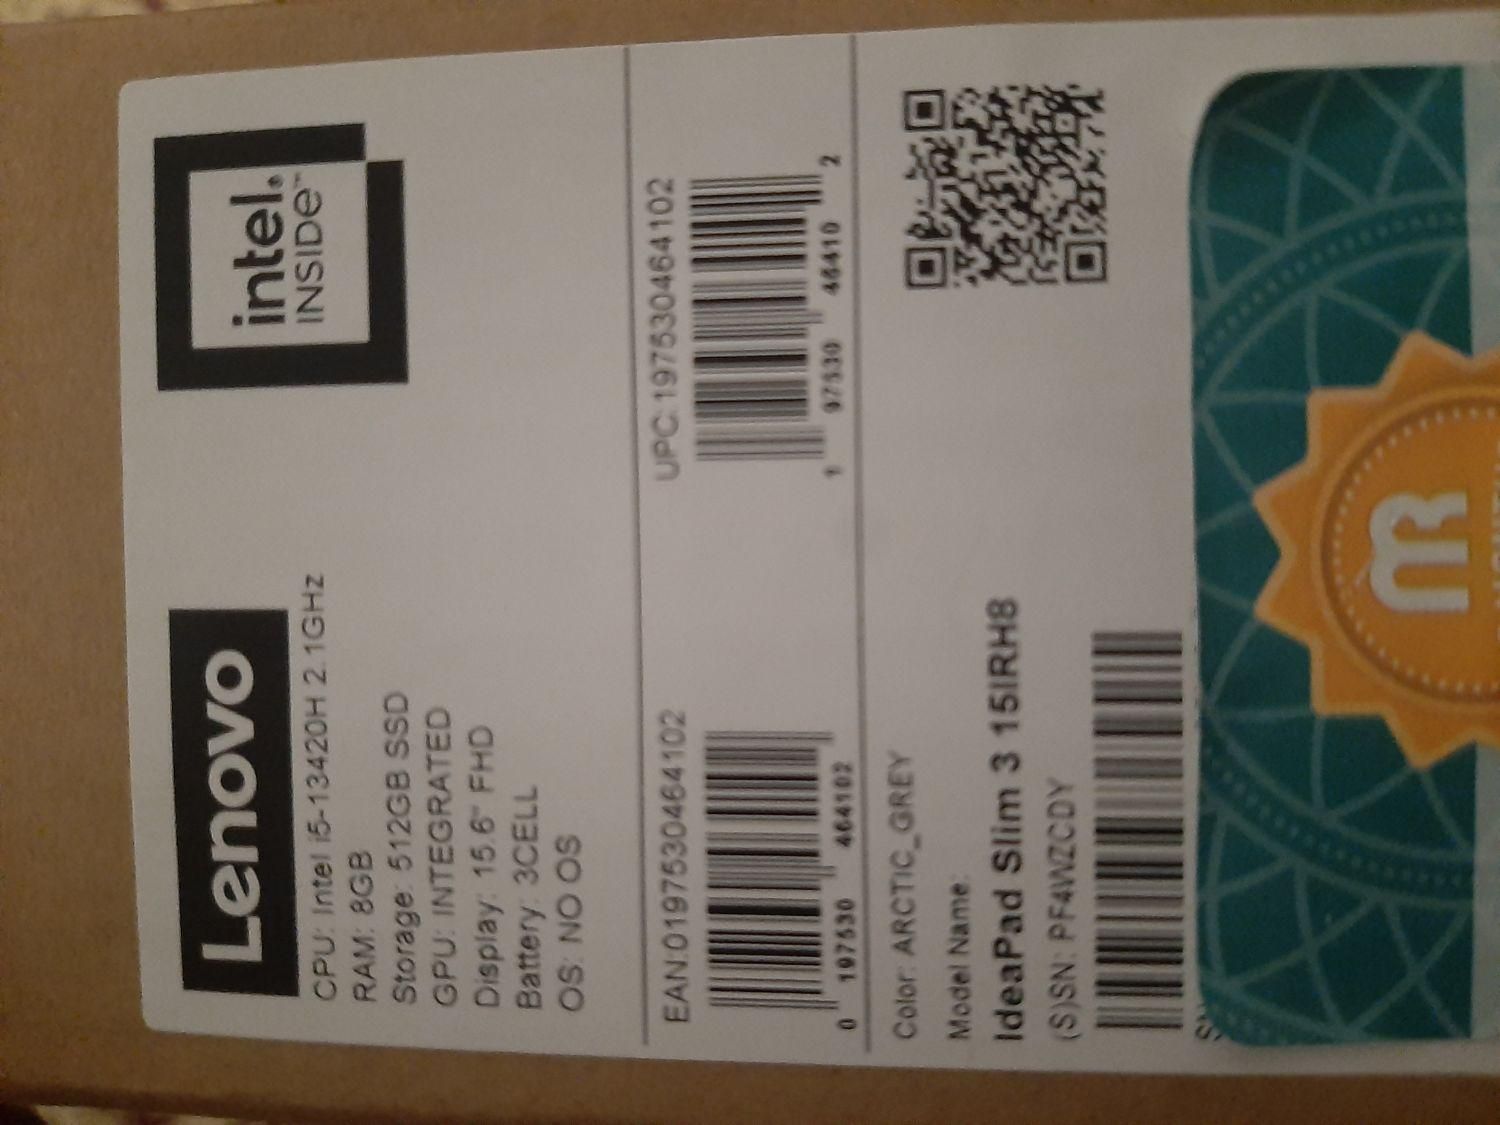 Lenovo
intel.
INSIDe™
CPU: Intel i5-13420H 2.1GHz
RAM: 8GB
Storage: 512GB SSD
GPU: INTEGRATED
Display: 15.6" FHD
Battery: 3CELL
OS: NO OS
EAN:0197530464102
0 197530 464102
UPC:197530464102
1 97530 46410 2
Color: ARCTIC_GREY
Model Name:
IdeaPad Slim 3 15IRH8
(S)SN: PF4WZCDY